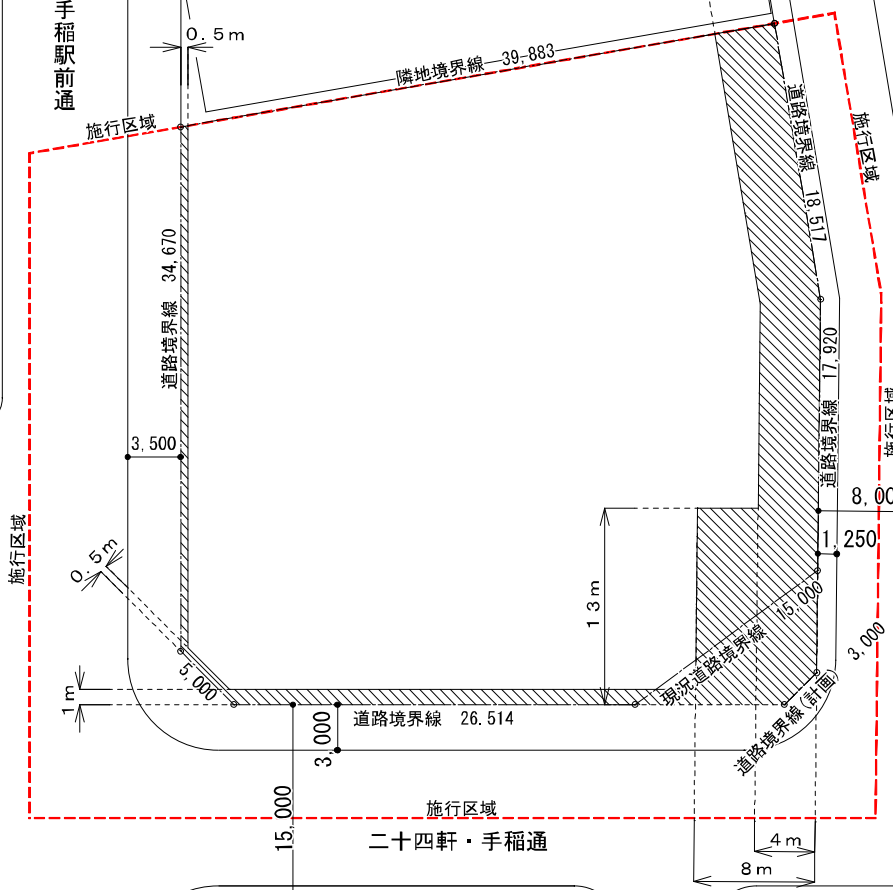 手稲駅前通
0.5m
隣地境界線 39,883
施行区域
道路境界線 18,517
施行区域
道路境界線 34,670
道路境界線 17,920
施行区域
3,500
8,00
1,250
施行区域
0.5m
13m
15,000
現況道路境界線
3,000
5,000
1m
道路境界線 26.514
3,000
道路境界線(計画)
15,000
施行区域
二十四軒・手稲通
4m
8m